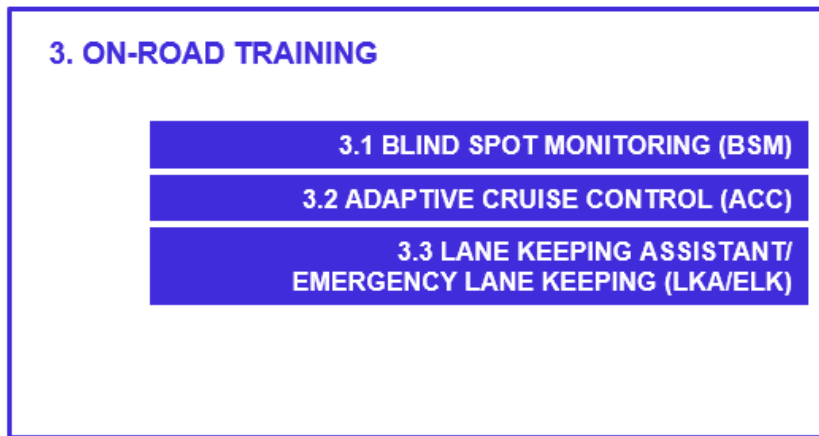 3. ON-ROAD TRAINING
3.1 BLIND SPOT MONITORING (BSM)
3.2 ADAPTIVE CRUISE CONTROL (ACC)
3.3 LANE KEEPING ASSISTANT/
EMERGENCY LANE KEEPING (LKA/ELK)